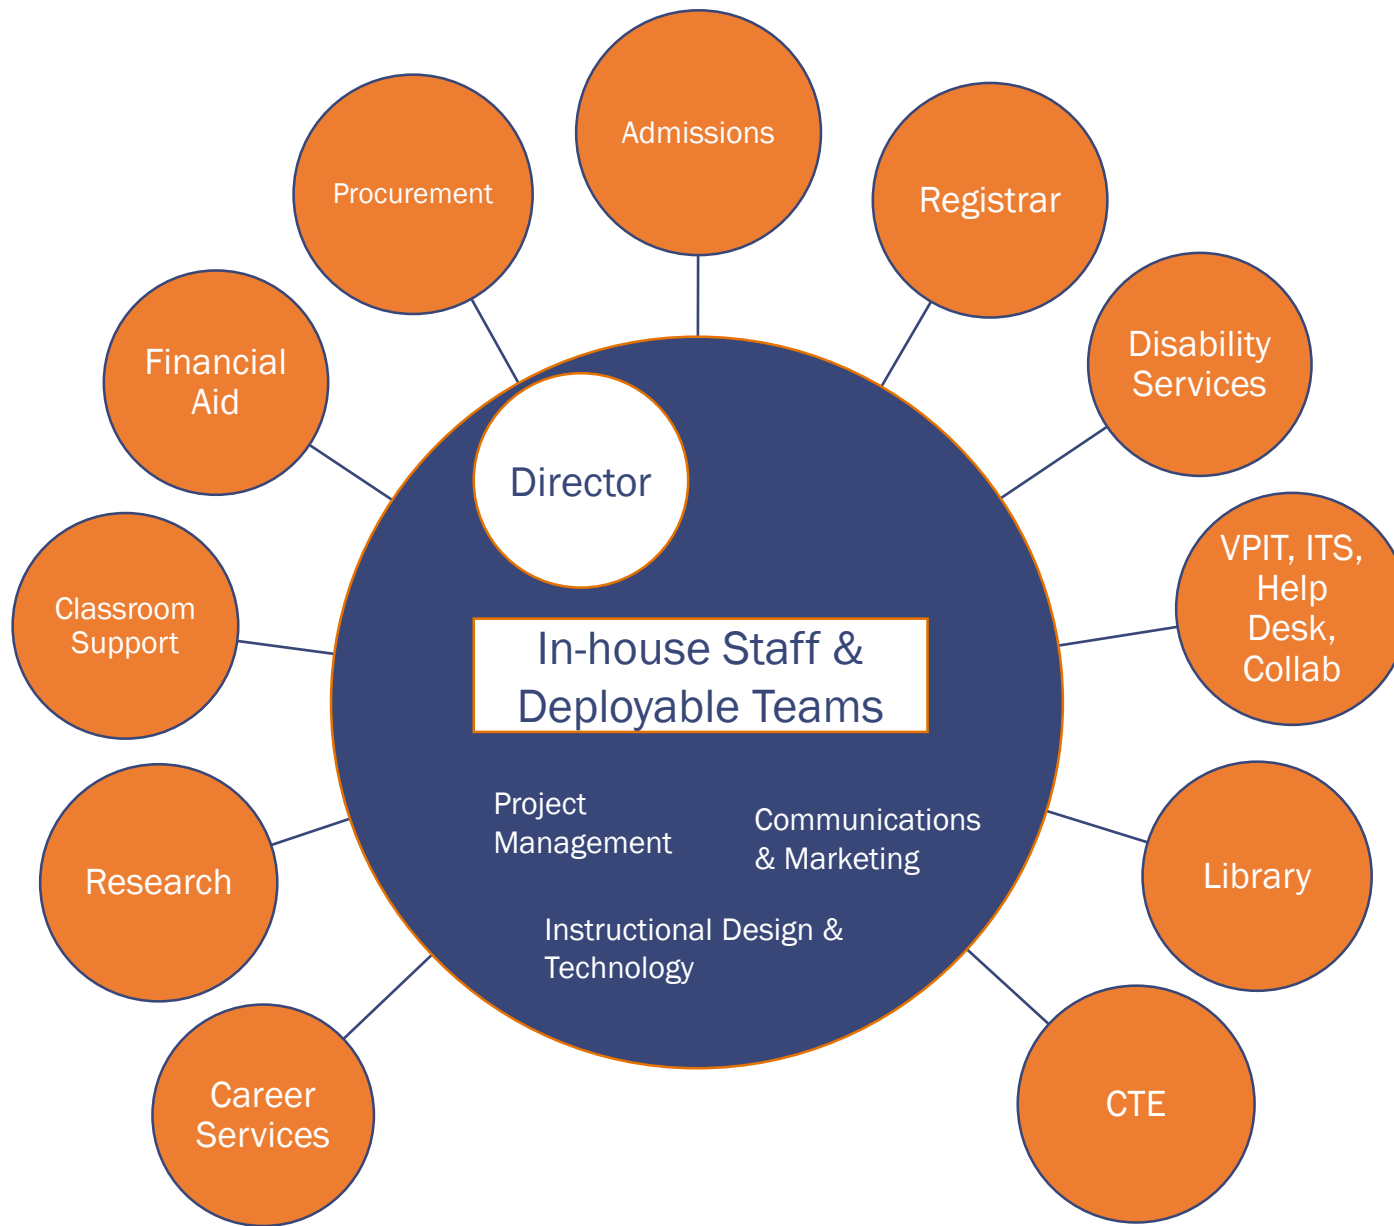 Admissions
Procurement
Registrar
Disability
Services
Financial
Aid
Director
VPIT, ITS,
Help
Desk,
Collab
Classroom
Support
In-house Staff &
Deployable Teams
Project
Management
Communications
& Marketing
Research
Library
Instructional Design &
Technology
Career
Services
CTE